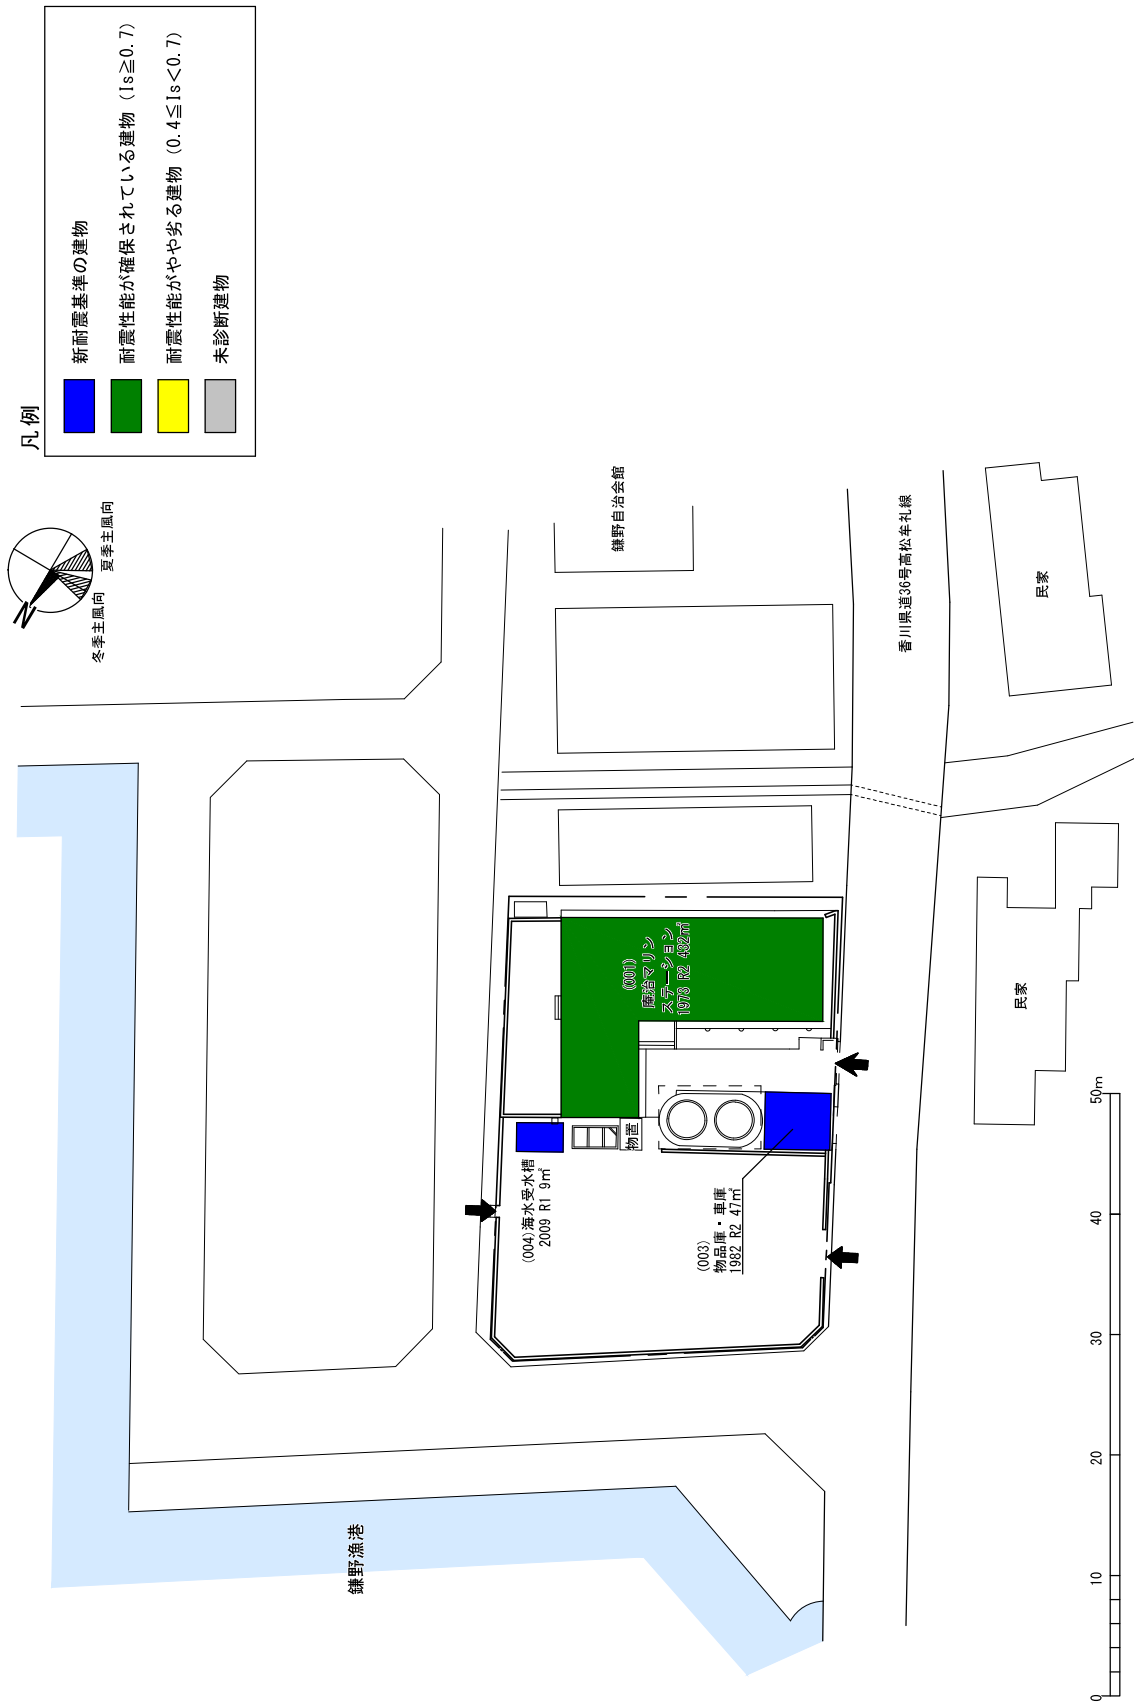 凡例
新耐震基準の建物
耐震性能が確保されている建物（Is≧0.7）
耐震性能がやや劣る建物（0.4≦Is＜0.7）
未診断建物
N
冬季主風向
夏季主風向
鎌野漁港
鎌野自治会館
香川県道36号高松牟礼線
民家
民家
(001)
庵治マリン
ステーション
1978 R2 432㎡
物置
(004)海水受水槽
2009 R1 9㎡
(003)
物品庫・車庫
1982 R2 47㎡
0 10 20 30 40 50m